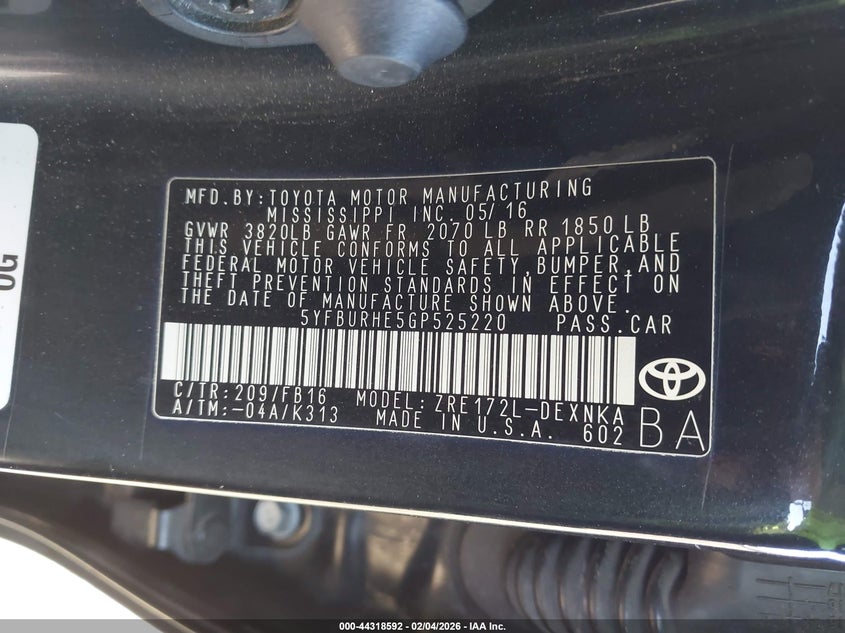 MFD.BY:TOYOTA MOTOR MANUFACTURING
MISSISSIPPI INC. 05/16
GVWR 3820LB GAWR FR 2070 LB RR 1850 LB
THIS VEHICLE CONFORMS TO ALL APPLICABLE
FEDERAL MOTOR VEHICLE SAFETY,BUMPER,AND
THEFT PREVENTION STANDARDS IN EFFECT ON
THE DATE OF MANUFACTURE SHOWN ABOVE.
5YFBURHE5GP525220 PASS.CAR
C/TR:209/FB16 MODEL:ZRE172L-DEXNKA
A/TM:-04A/K313 MADE IN U.S.A. 602
BA
OG
000-44318592 - 02/04/2026 - IAA Inc.